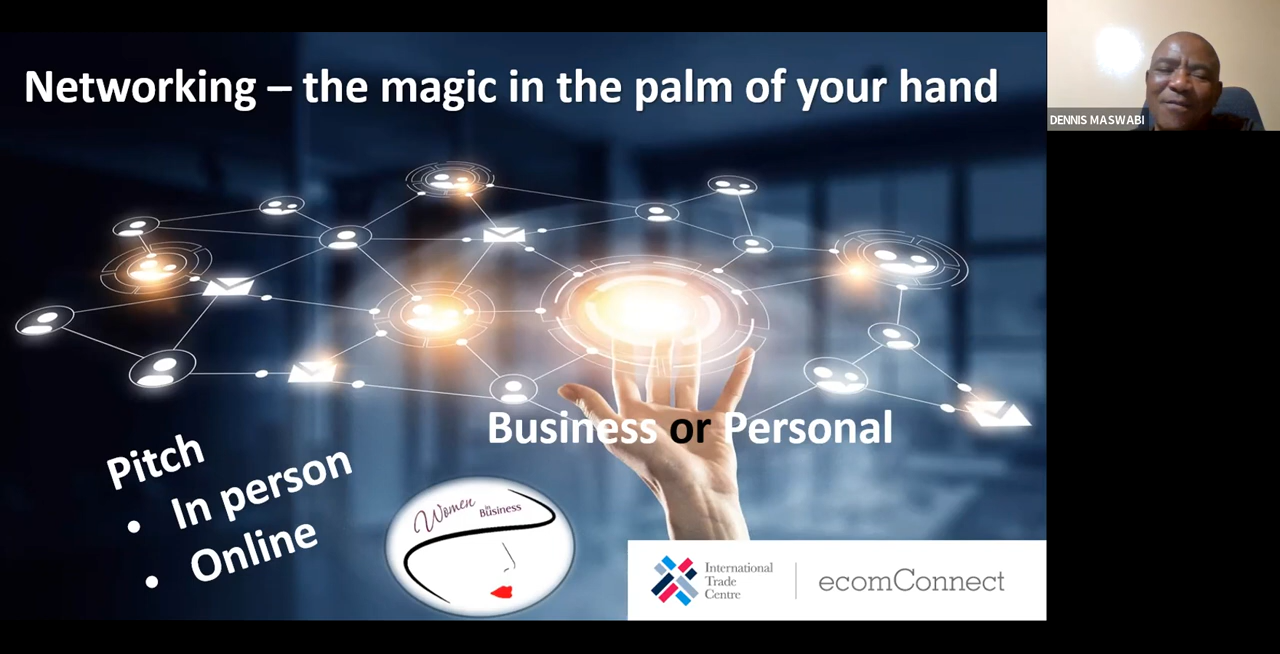 Networking – the magic in the palm of your hand
DENNIS MASWABI
Business or Personal
Pitch
• In person
• Online
Women
in
Business
International
Trade
Centre
ecomConnect